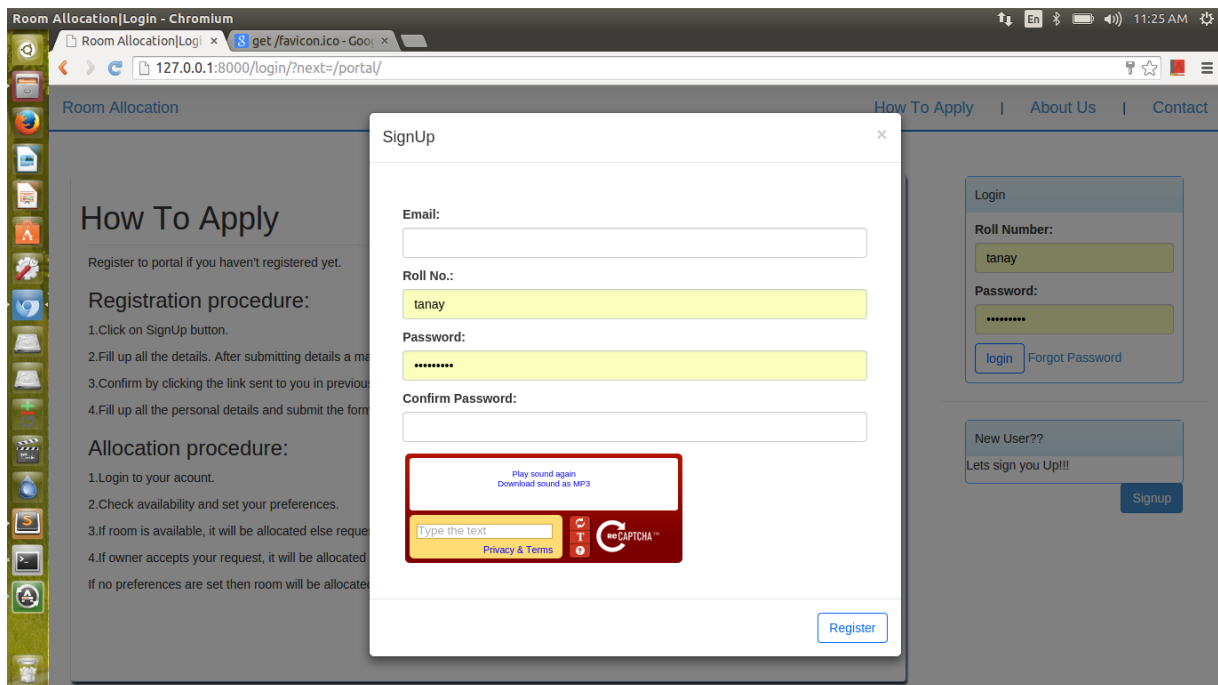 Room Allocation|Login - Chromium
En
11:25 AM
Room Allocation|Logi
get /favicon.ico - Goog
127.0.0.1:8000/login/?next=/portal/
Room Allocation
How To Apply | About Us | Contact
How To Apply
Register to portal if you haven't registered yet.
Registration procedure:
1.Click on SignUp button.
2.Fill up all the details. After submitting details a ma
3.Confirm by clicking the link sent to you in previous
4.Fill up all the personal details and submit the form
Allocation procedure:
1.Login to your acount.
2.Check availability and set your preferences.
3.If room is available, it will be allocated else reque
4.If owner accepts your request, it will be allocated
If no preferences are set then room will be allocated
SignUp
×
Email:
Roll No.:
tanay
Password:
•••••••••
Confirm Password:
Play sound again
Download sound as MP3
Type the text
Privacy & Terms
T
?
reCAPTCHA™
Register
Login
Roll Number:
tanay
Password:
•••••••••
login Forgot Password
New User??
Lets sign you Up!!!
Signup